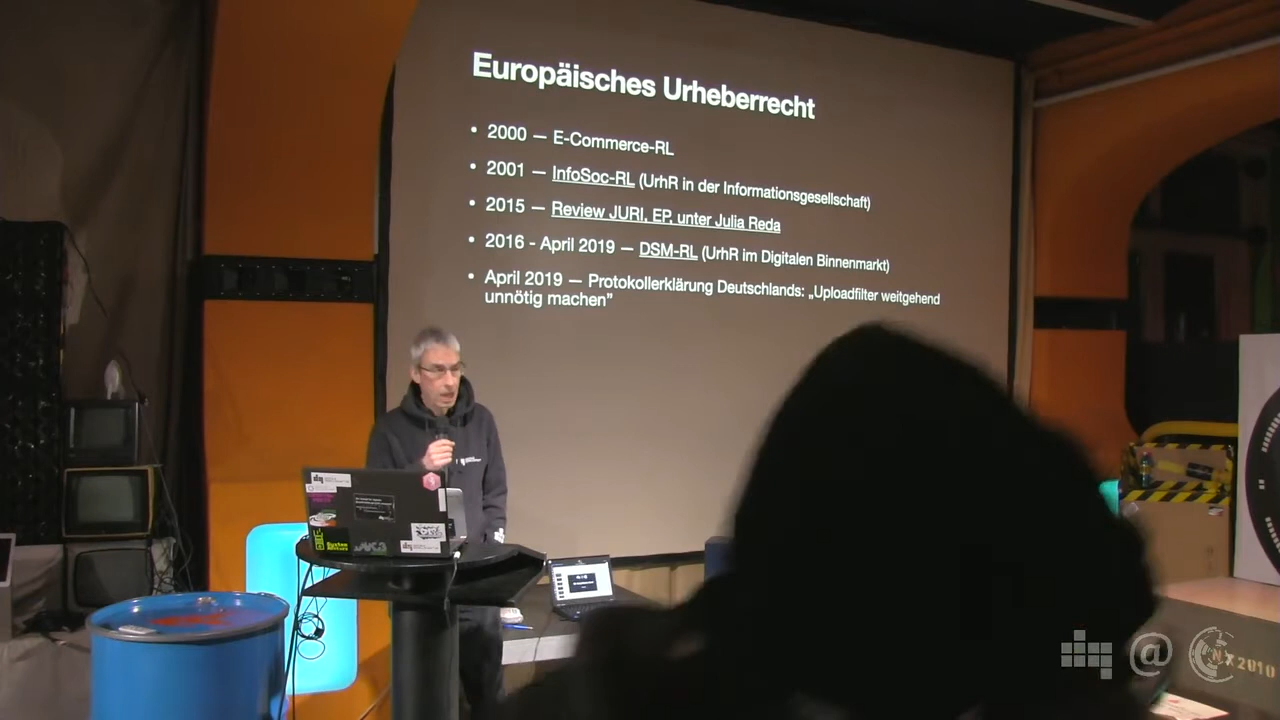 Europäisches Urheberrecht
• 2000 — E-Commerce-RL
• 2001 — InfoSoc-RL (UrhR in der Informationsgesellschaft)
• 2015 — Review JURI, EP, unter Julia Reda
• 2016 - April 2019 — DSM-RL (UrhR im Digitalen Binnenmarkt)
• April 2019 — Protokollerklärung Deutschlands: „Uploadfilter weitgehend
unnötig machen”
@